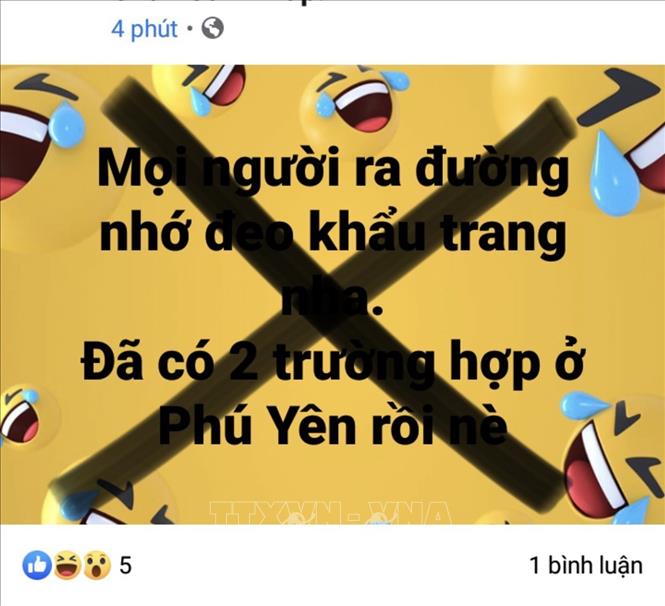 4 phút
Mọi người ra đường
nhớ đeo khẩu trang
nha.
Đã có 2 trường hợp ở
Phú Yên rồi nè
TTXVN - VNA
5
1 bình luận